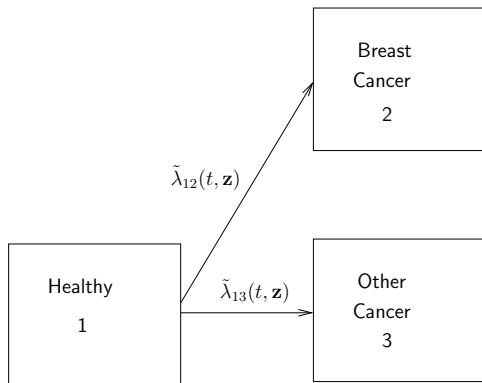 Breast
Cancer
2
λ̃₁₂(t, z)
Healthy
1
λ̃₁₃(t, z)
Other
Cancer
3